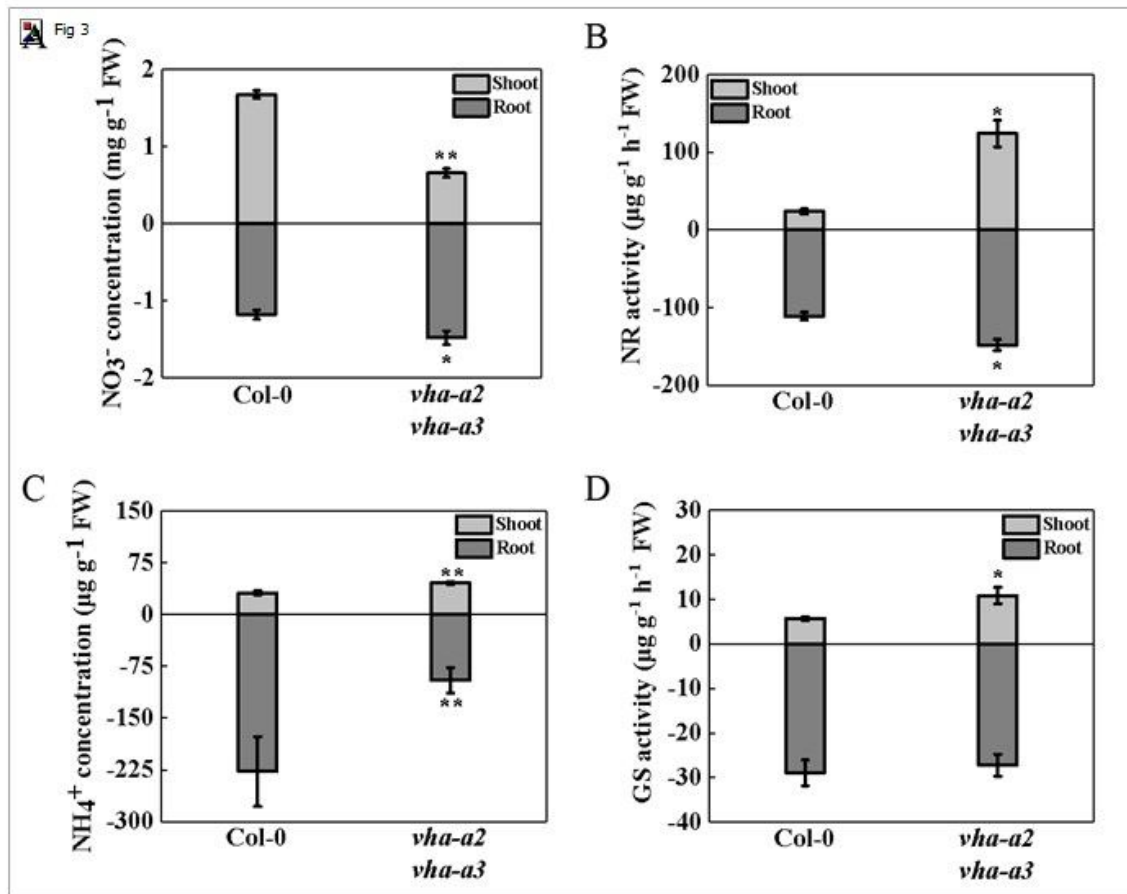 A Fig 3
NO₃⁻ concentration (mg g⁻¹ FW)
2
1
0
-1
-2
Shoot
Root
**
*
Col-0
vha-a2
vha-a3
B
NR activity (µg g⁻¹ h⁻¹ FW)
200
100
0
-100
-200
Shoot
Root
*
*
Col-0
vha-a2
vha-a3
C
NH₄⁺ concentration (µg g⁻¹ FW)
150
75
0
-75
-150
-225
-300
Shoot
Root
**
**
Col-0
vha-a2
vha-a3
D
GS activity (µg g⁻¹ h⁻¹ FW)
30
20
10
0
-10
-20
-30
-40
Shoot
Root
*
Col-0
vha-a2
vha-a3